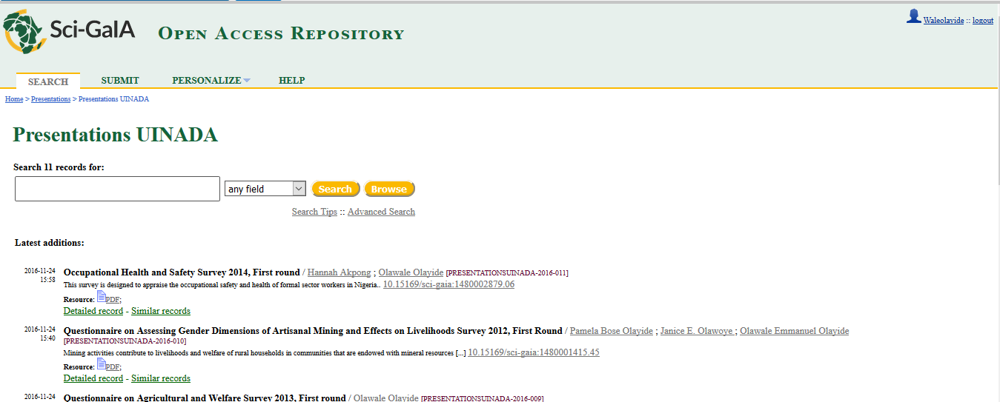 Sci-GaIA
OPEN ACCESS REPOSITORY
Waleolavide :: logout
SEARCH SUBMIT PERSONALIZE HELP
Home > Presentations > Presentations UINADA
Presentations UINADA
Search 11 records for:
any field Search Browse
Search Tips :: Advanced Search
Latest additions:
2016-11-24 Occupational Health and Safety Survey 2014, First round / Hannah Akpong ; Olawale Olayide [PRESENTATIONSUINADA-2016-011]
15:58 This survey is designed to appraise the occupational safety and health of formal sector workers in Nigeria.. 10.15169/sci-gaia:1480002879.06
Resource: PDF;
Detailed record - Similar records
2016-11-24 Questionnaire on Assessing Gender Dimensions of Artisanal Mining and Effects on Livelihoods Survey 2012, First Round / Pamela Bose Olayide ; Janice E. Olawoye ; Olawale Emmanuel Olayide
15:40 [PRESENTATIONSUINADA-2016-010]
Mining activities contribute to livelihoods and welfare of rural households in communities that are endowed with mineral resources [...] 10.15169/sci-gaia:1480001415.45
Resource: PDF;
Detailed record - Similar records
2016-11-24 Questionnaire on Agricultural and Welfare Survey 2013, First round / Olawale Olayide [PRESENTATIONSUINADA-2016-009]